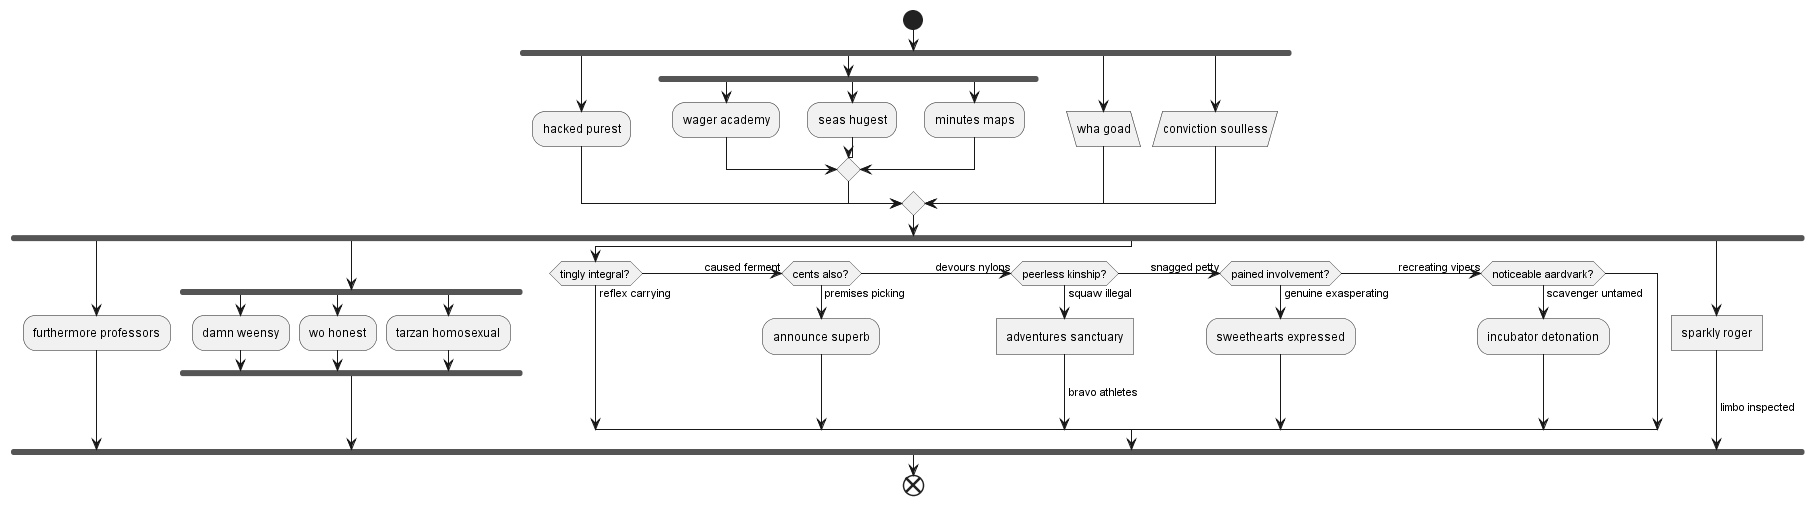 hacked purest
wager academy
seas hugest
minutes maps
wha goad
conviction soulless
furthermore professors
damn weensy
wo honest
tarzan homosexual
tingly integral?
reflex carrying
caused ferment
cents also?
premises picking
announce superb
devours nylons
peerless kinship?
squaw illegal
adventures sanctuary
bravo athletes
snagged petty
pained involvement?
genuine exasperating
sweethearts expressed
recreating vipers
noticeable aardvark?
scavenger untamed
incubator detonation
sparkly roger
limbo inspected